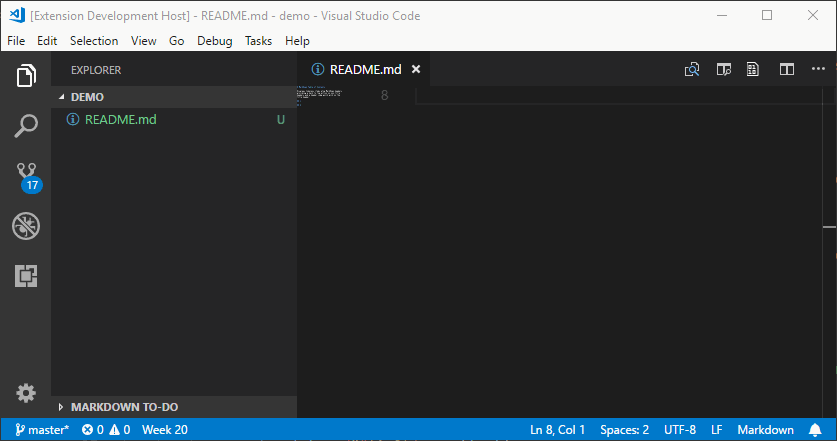 [Extension Development Host] - README.md - demo - Visual Studio Code
File Edit Selection View Go Debug Tasks Help
EXPLORER
README.md
DEMO
8
README.md U
17
MARKDOWN TO-DO
master* 0 0 Week 20 Ln 8, Col 1 Spaces: 2 UTF-8 LF Markdown